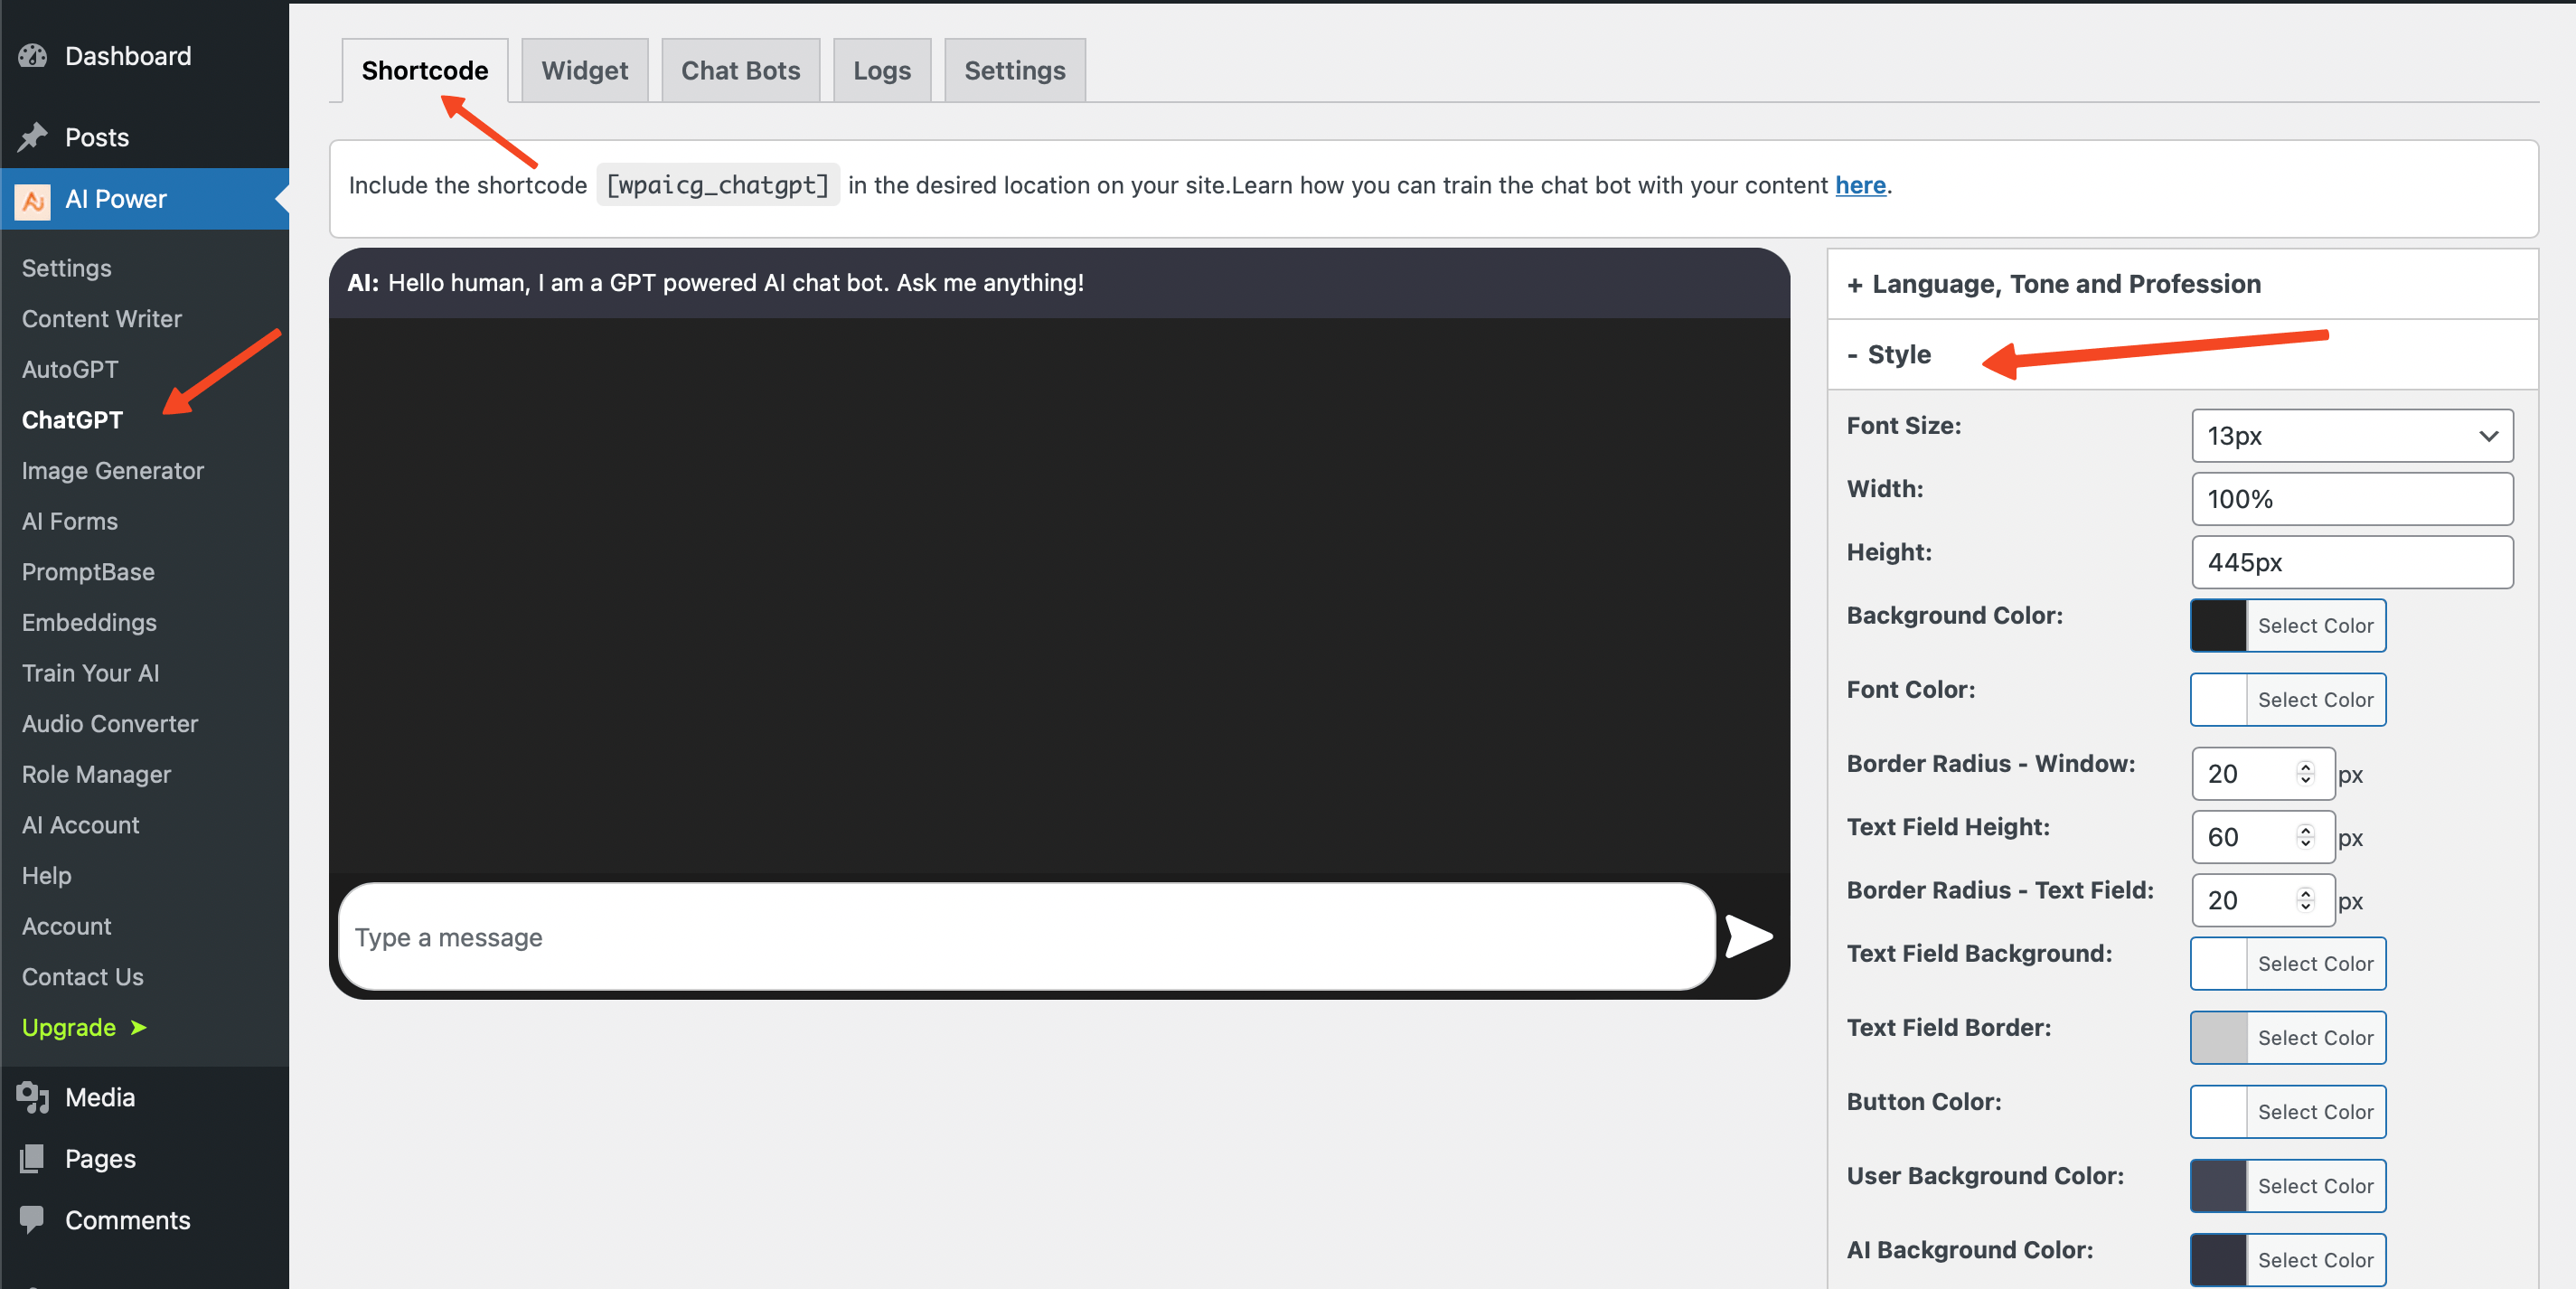 Dashboard
Posts
AI Power
Settings
Content Writer
AutoGPT
ChatGPT
Image Generator
AI Forms
PromptBase
Embeddings
Train Your AI
Audio Converter
Role Manager
AI Account
Help
Account
Contact Us
Upgrade ➤
Media
Pages
Comments
Shortcode
Widget
Chat Bots
Logs
Settings
Include the shortcode [wpaicg_chatgpt] in the desired location on your site.Learn how you can train the chat bot with your content here.
AI: Hello human, I am a GPT powered AI chat bot. Ask me anything!
Type a message
+ Language, Tone and Profession
- Style
Font Size: 13px
Width: 100%
Height: 445px
Background Color: Select Color
Font Color: Select Color
Border Radius - Window: 20 px
Text Field Height: 60 px
Border Radius - Text Field: 20 px
Text Field Background: Select Color
Text Field Border: Select Color
Button Color: Select Color
User Background Color: Select Color
AI Background Color: Select Color